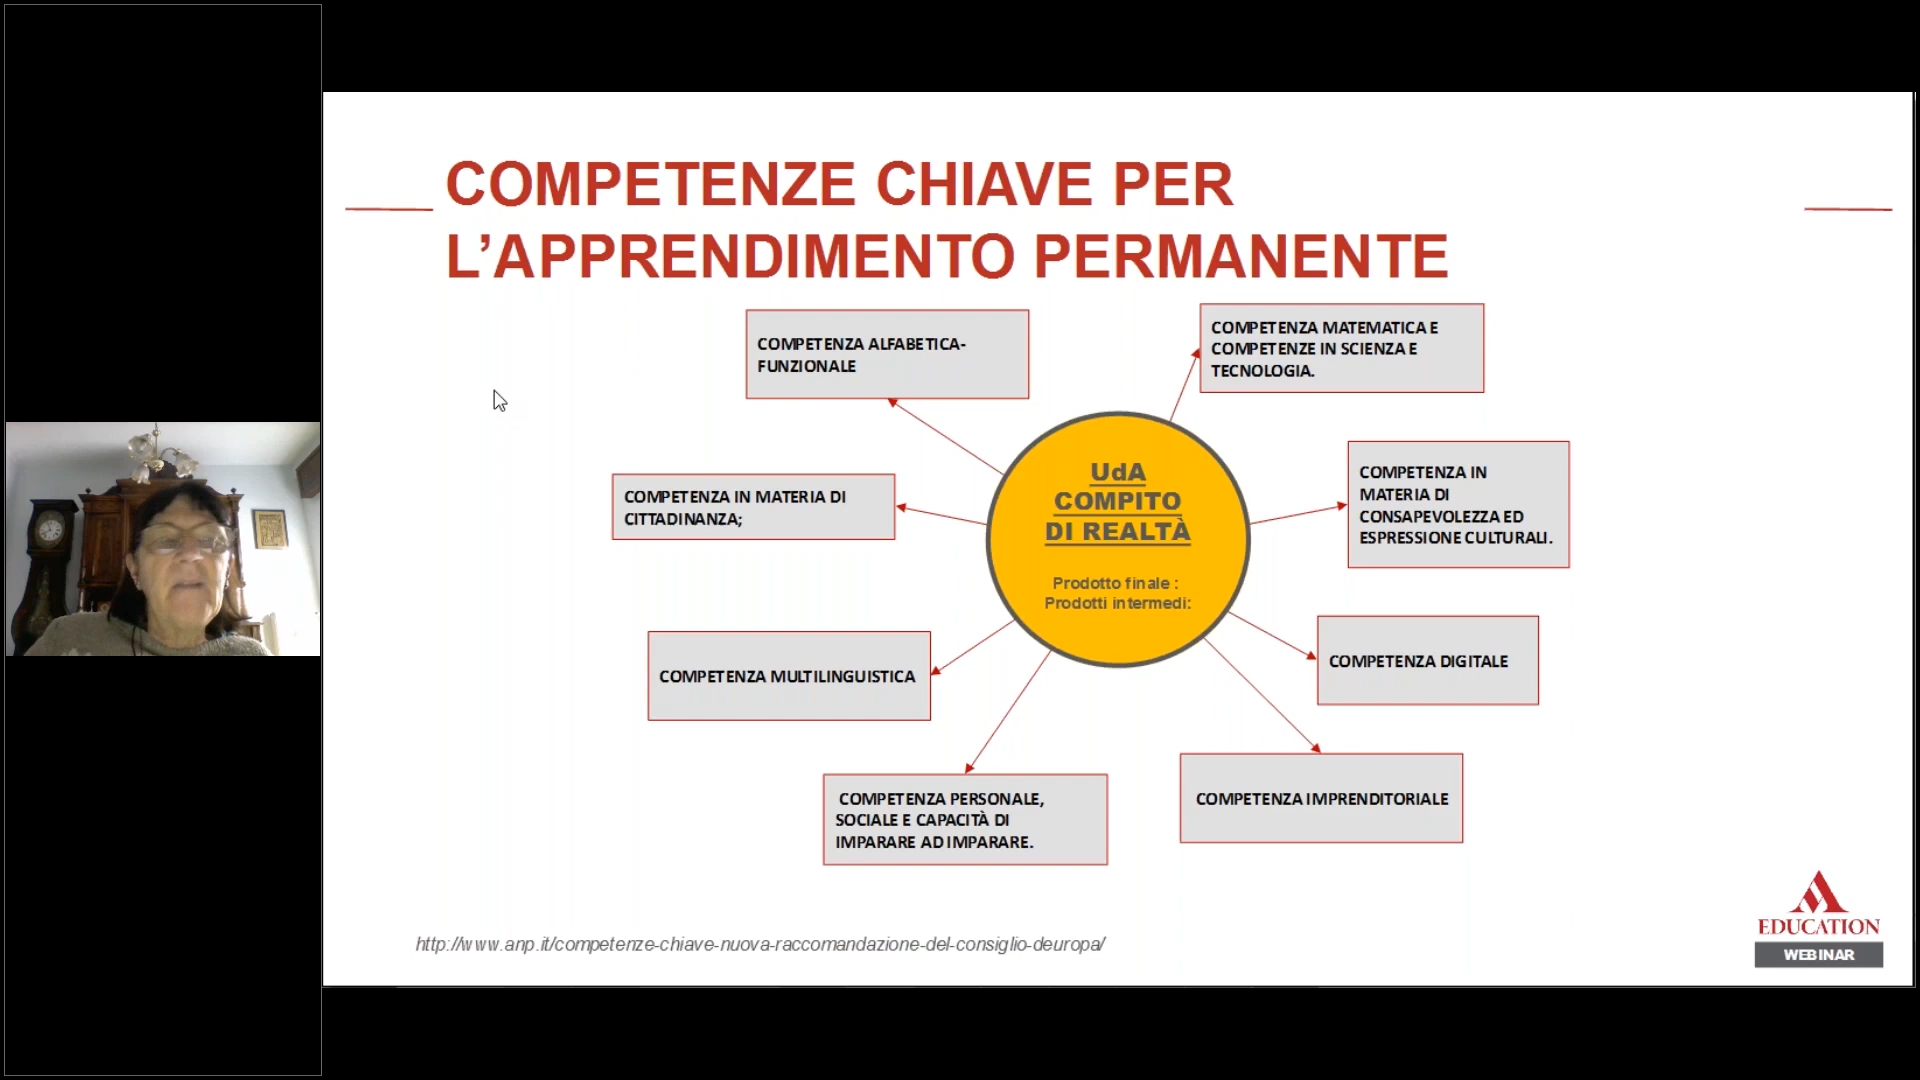 COMPETENZE CHIAVE PER
L’APPRENDIMENTO PERMANENTE
COMPETENZA ALFABETICA-
FUNZIONALE
COMPETENZA MATEMATICA E
COMPETENZE IN SCIENZA E
TECNOLOGIA.
COMPETENZA IN MATERIA DI
CITTADINANZA;
UdA
COMPITO
DI REALTÀ
Prodotto finale :
Prodotti intermedi:
COMPETENZA IN
MATERIA DI
CONSAPEVOLEZZA ED
ESPRESSIONE CULTURALI.
COMPETENZA MULTILINGUISTICA
COMPETENZA DIGITALE
COMPETENZA PERSONALE,
SOCIALE E CAPACITÀ DI
IMPARARE AD IMPARARE.
COMPETENZA IMPRENDITORIALE
http://www.anp.it/competenze-chiave-nuova-raccomandazione-del-consiglio-deuropa/
EDUCATION
WEBINAR